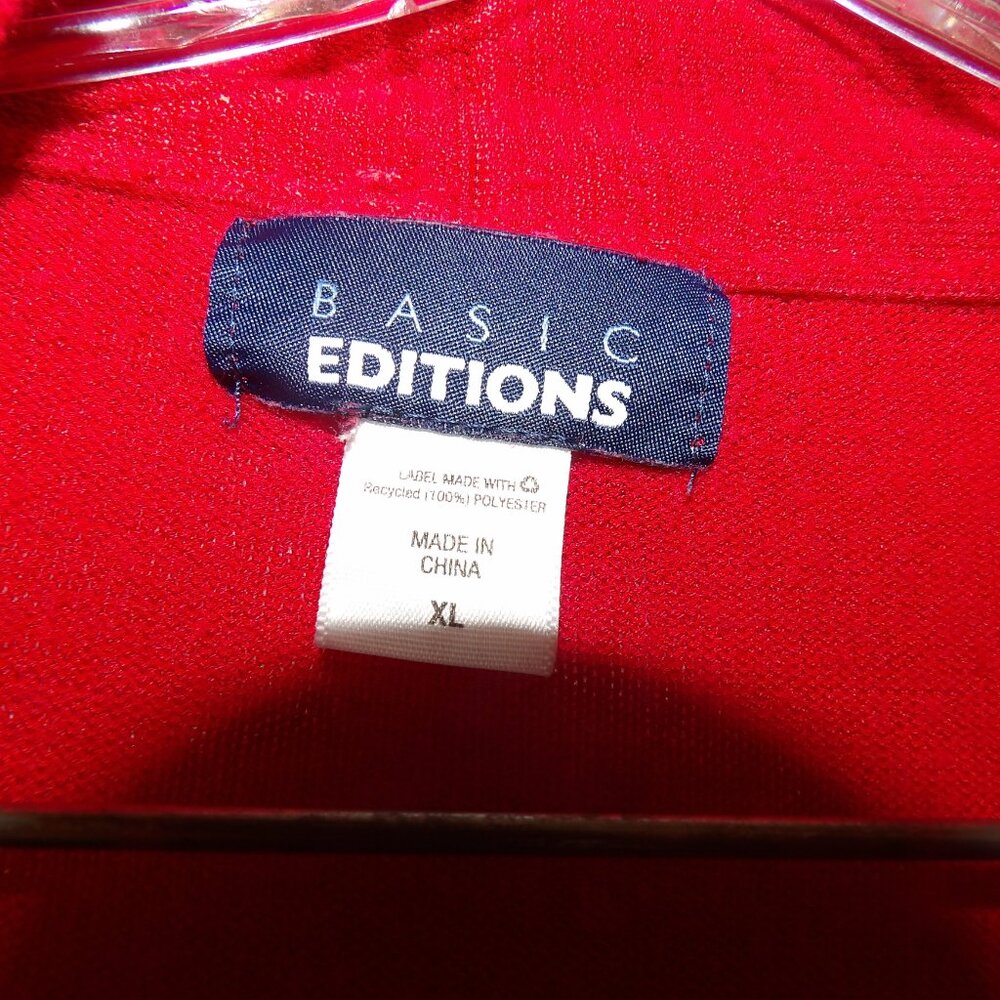 BASIC
EDITIONS
LABEL MADE WITH
Recycled (100%) POLYESTER
MADE IN
CHINA
XL